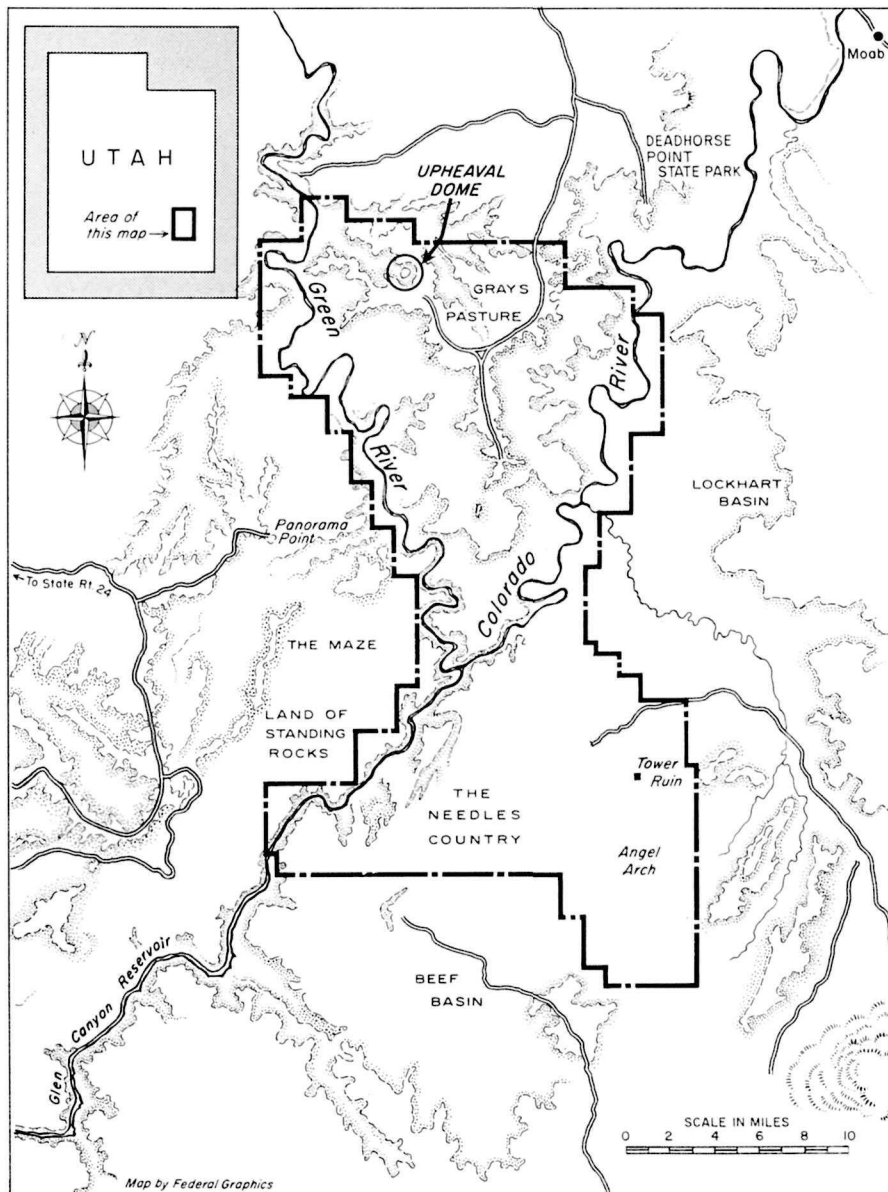 UTAH
Area of
this map
Moab
DEADHORSE
POINT
STATE PARK
UPHEAVAL
DOME
GRAYS
PASTURE
Green
River
River
N
Panorama
Point
To State Rt. 24
LOCKHART
BASIN
Colorado
THE MAZE
LAND OF
STANDING
ROCKS
THE
NEEDLES
COUNTRY
Tower
Ruin
Angel
Arch
Glen Canyon Reservoir
BEEF
BASIN
SCALE IN MILES
0 2 4 6 8 10
Map by Federal Graphics